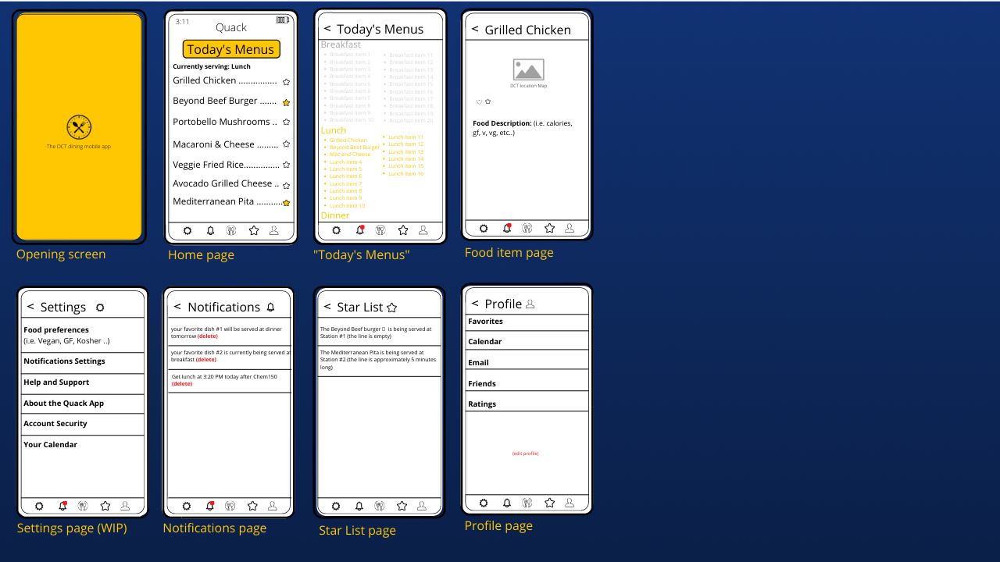 The DCT dining mobile app
Opening screen
3:11
Quack
Today's Menus
Currently serving: Lunch
Grilled Chicken ...............
Beyond Beef Burger .......
Portobello Mushrooms ..
Macaroni & Cheese .........
Veggie Fried Rice..............
Avocado Grilled Cheese ..
Mediterranean Pita ..........
Home page
< Today's Menus
Breakfast
• Breakfast item 1
• Breakfast item 2
• Breakfast item 3
• Breakfast item 4
• Breakfast item 5
• Breakfast item 6
• Breakfast item 7
• Breakfast item 8
• Breakfast item 9
• Breakfast item 10
• Breakfast item 11
• Breakfast item 12
• Breakfast item 13
• Breakfast item 14
• Breakfast item 15
• Breakfast item 16
• Breakfast item 17
• Breakfast item 18
• Breakfast item 19
• Breakfast item 20
Lunch
• Grilled Chicken
• Beyond Beef Burger
• Mac and Cheese
• Lunch item 4
• Lunch item 5
• Lunch item 6
• Lunch item 7
• Lunch item 8
• Lunch item 9
• Lunch item 10
• Lunch item 11
• Lunch item 12
• Lunch item 13
• Lunch item 14
• Lunch item 15
• Lunch item 16
Dinner
"Today's Menus"
< Grilled Chicken
DCT location Map
Food Description: (i.e. calories,
gf, v, vg, etc..)
Food item page
< Settings
Food preferences
(i.e. Vegan, GF, Kosher ..)
Notifications Settings
Help and Support
About the Quack App
Account Security
Your Calendar
Settings page (WIP)
< Notifications
your favorite dish #1 will be served at dinner
tomorrow (delete)
your favorite dish #2 is currently being served at
breakfast (delete)
Get lunch at 3:20 PM today after Chem150
(delete)
Notifications page
< Star List
The Beyond Beef burger is being served at
Station #1 (the line is empty)
The Mediterranean Pita is being served at
Station #2 (the line is approximately 5 minutes
long)
Star List page
< Profile
Favorites
Calendar
Email
Friends
Ratings
(edit profile)
Profile page